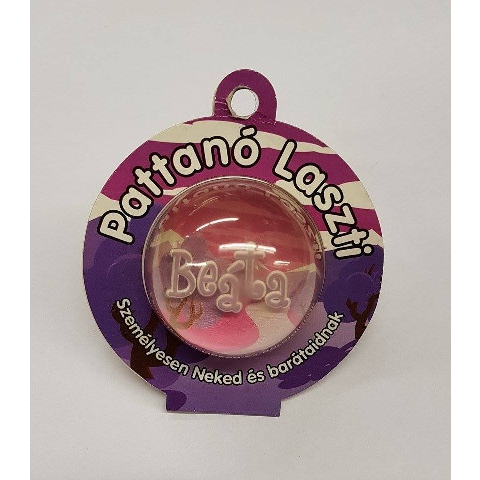 Pattanó Laszti
Beáta
Személyesen Neked és barátaidnak